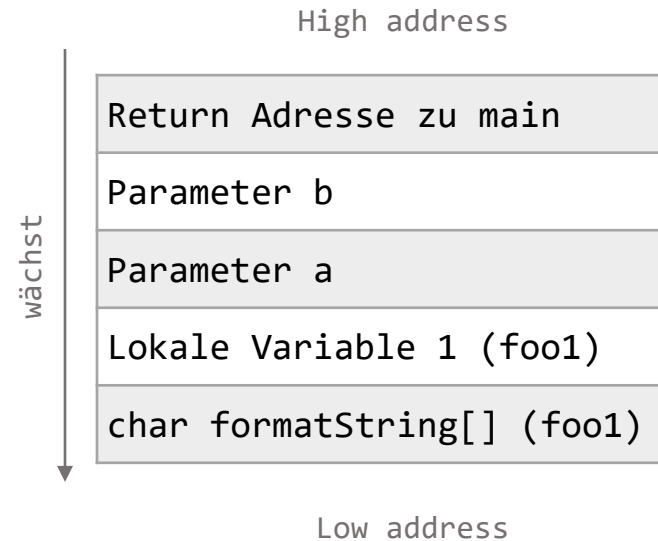 High address
wächst
Return Adresse zu main
Parameter b
Parameter a
Lokale Variable 1 (foo1)
char formatString[] (foo1)
Low address